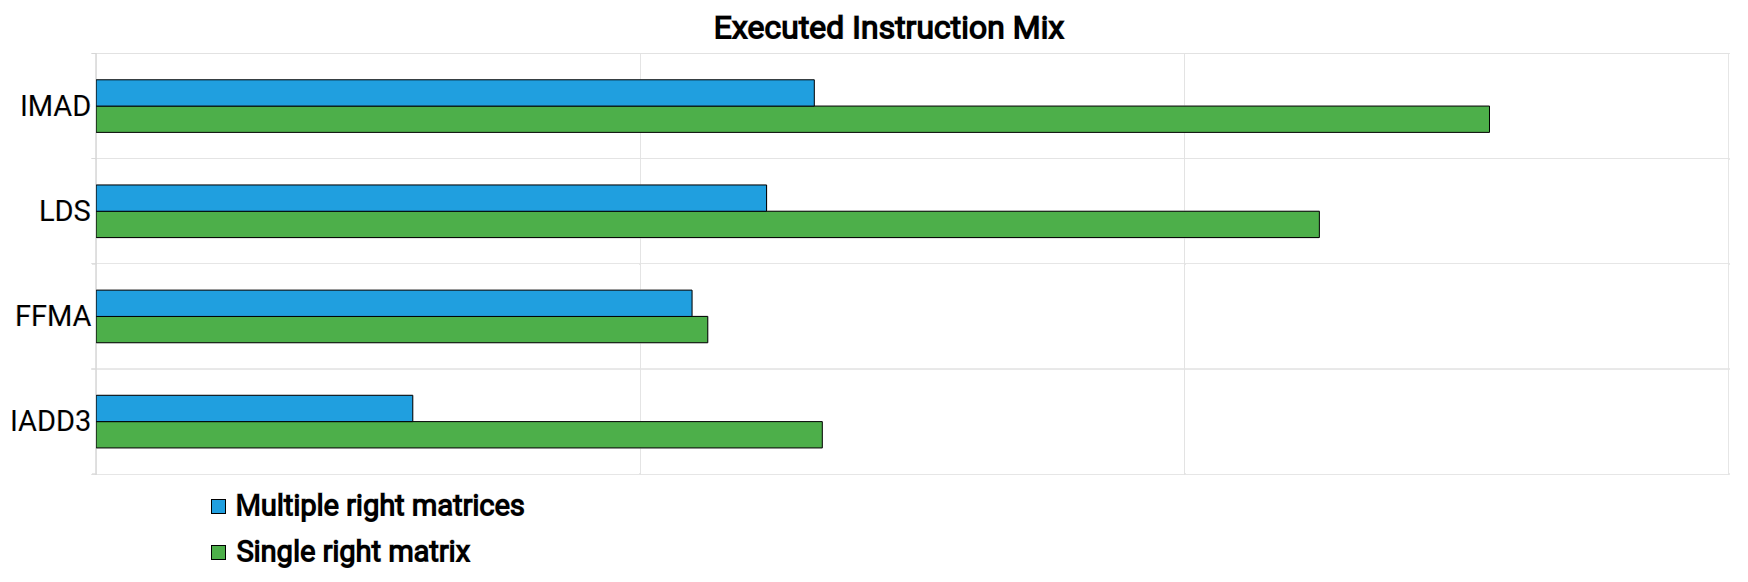 Executed Instruction Mix
IMAD
LDS
FFMA
IADD3
Multiple right matrices
Single right matrix